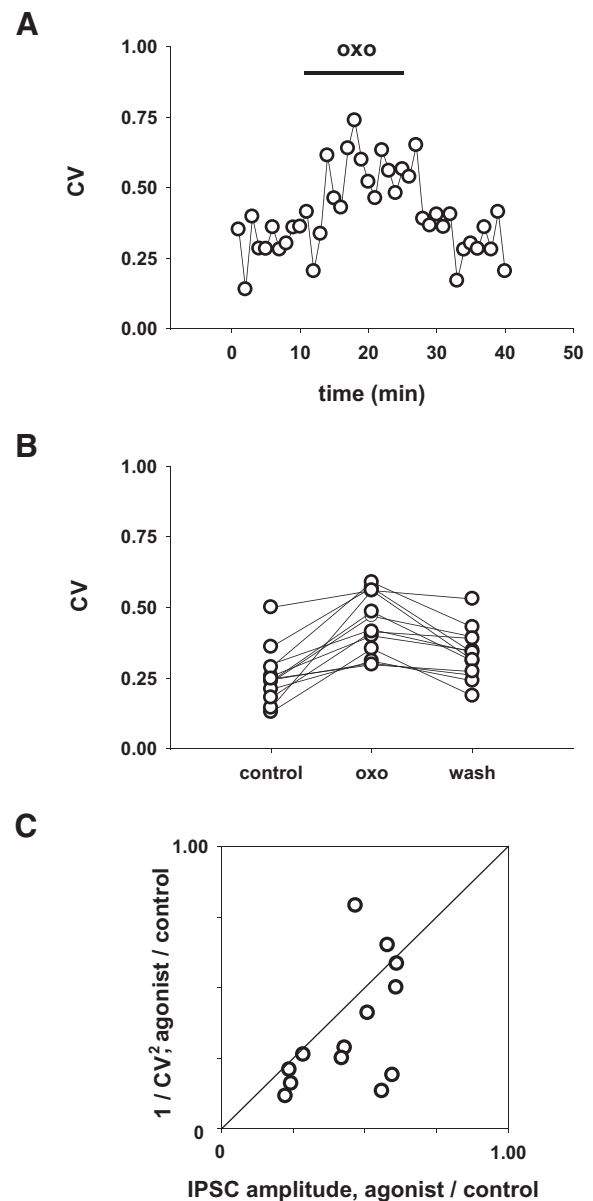 A
1.00
oxo
0.75
CV
0.50
0.25
0.00
0 10 20 30 40 50
time (min)
B
1.00
0.75
CV
0.50
0.25
0.00
control oxo wash
C
1.00
1 / CV², agonist / control
0
0 1.00
IPSC amplitude, agonist / control